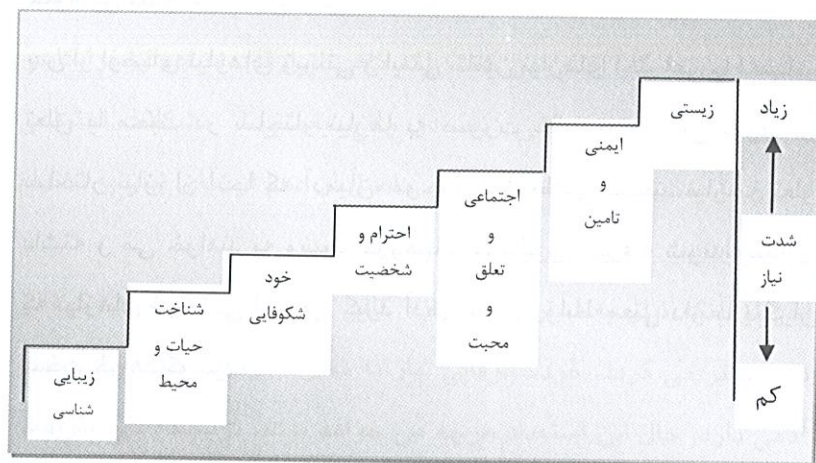 زیاد
شدت
نیاز
کم
زیستی
ایمنی
و
تامین
اجتماعی
و
تعلق
و
محبت
احترام و
شخصیت
خود
شکوفایی
شناخت
حیات و
محیط
زیبایی
شناسی